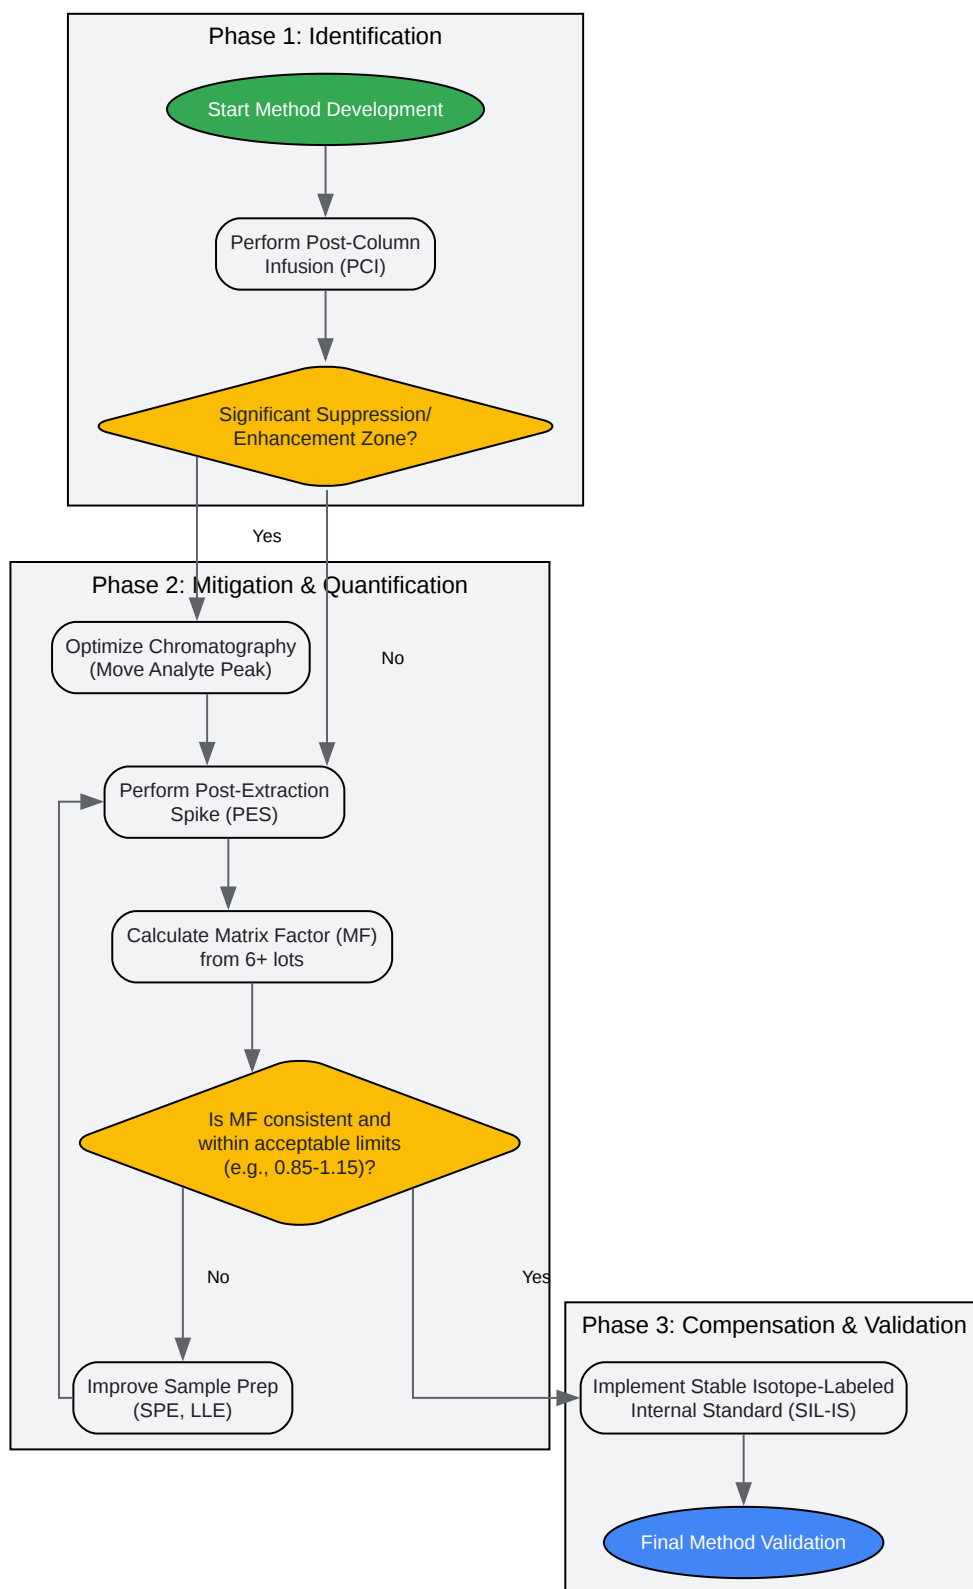 Phase 1: Identification
Start Method Development
Perform Post-Column
Infusion (PCI)
Significant Suppression/
Enhancement Zone?
Yes
Phase 2: Mitigation & Quantification
Optimize Chromatography
(Move Analyte Peak)
No
Perform Post-Extraction
Spike (PES)
Calculate Matrix Factor (MF)
from 6+ lots
Is MF consistent and
within acceptable limits
(e.g., 0.85-1.15)?
No
Yes
Improve Sample Prep
(SPE, LLE)
Phase 3: Compensation & Validation
Implement Stable Isotope-Labeled
Internal Standard (SIL-IS)
Final Method Validation